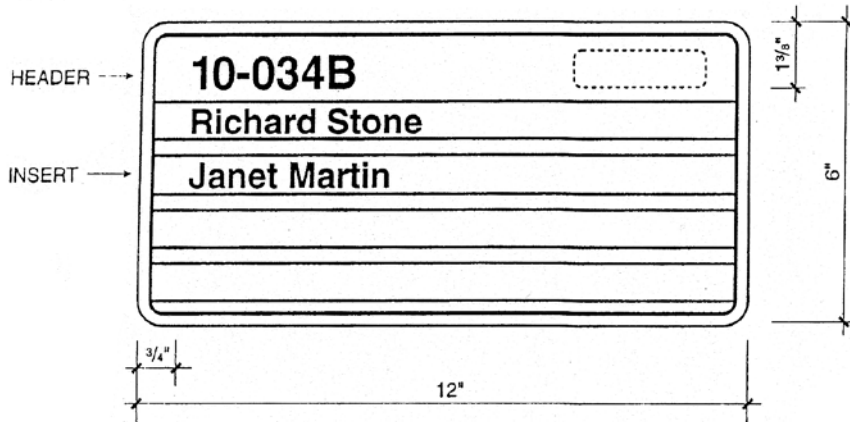 HEADER
10-034B
1 3/8"
Richard Stone
INSERT
Janet Martin
6"
3/4"
12"